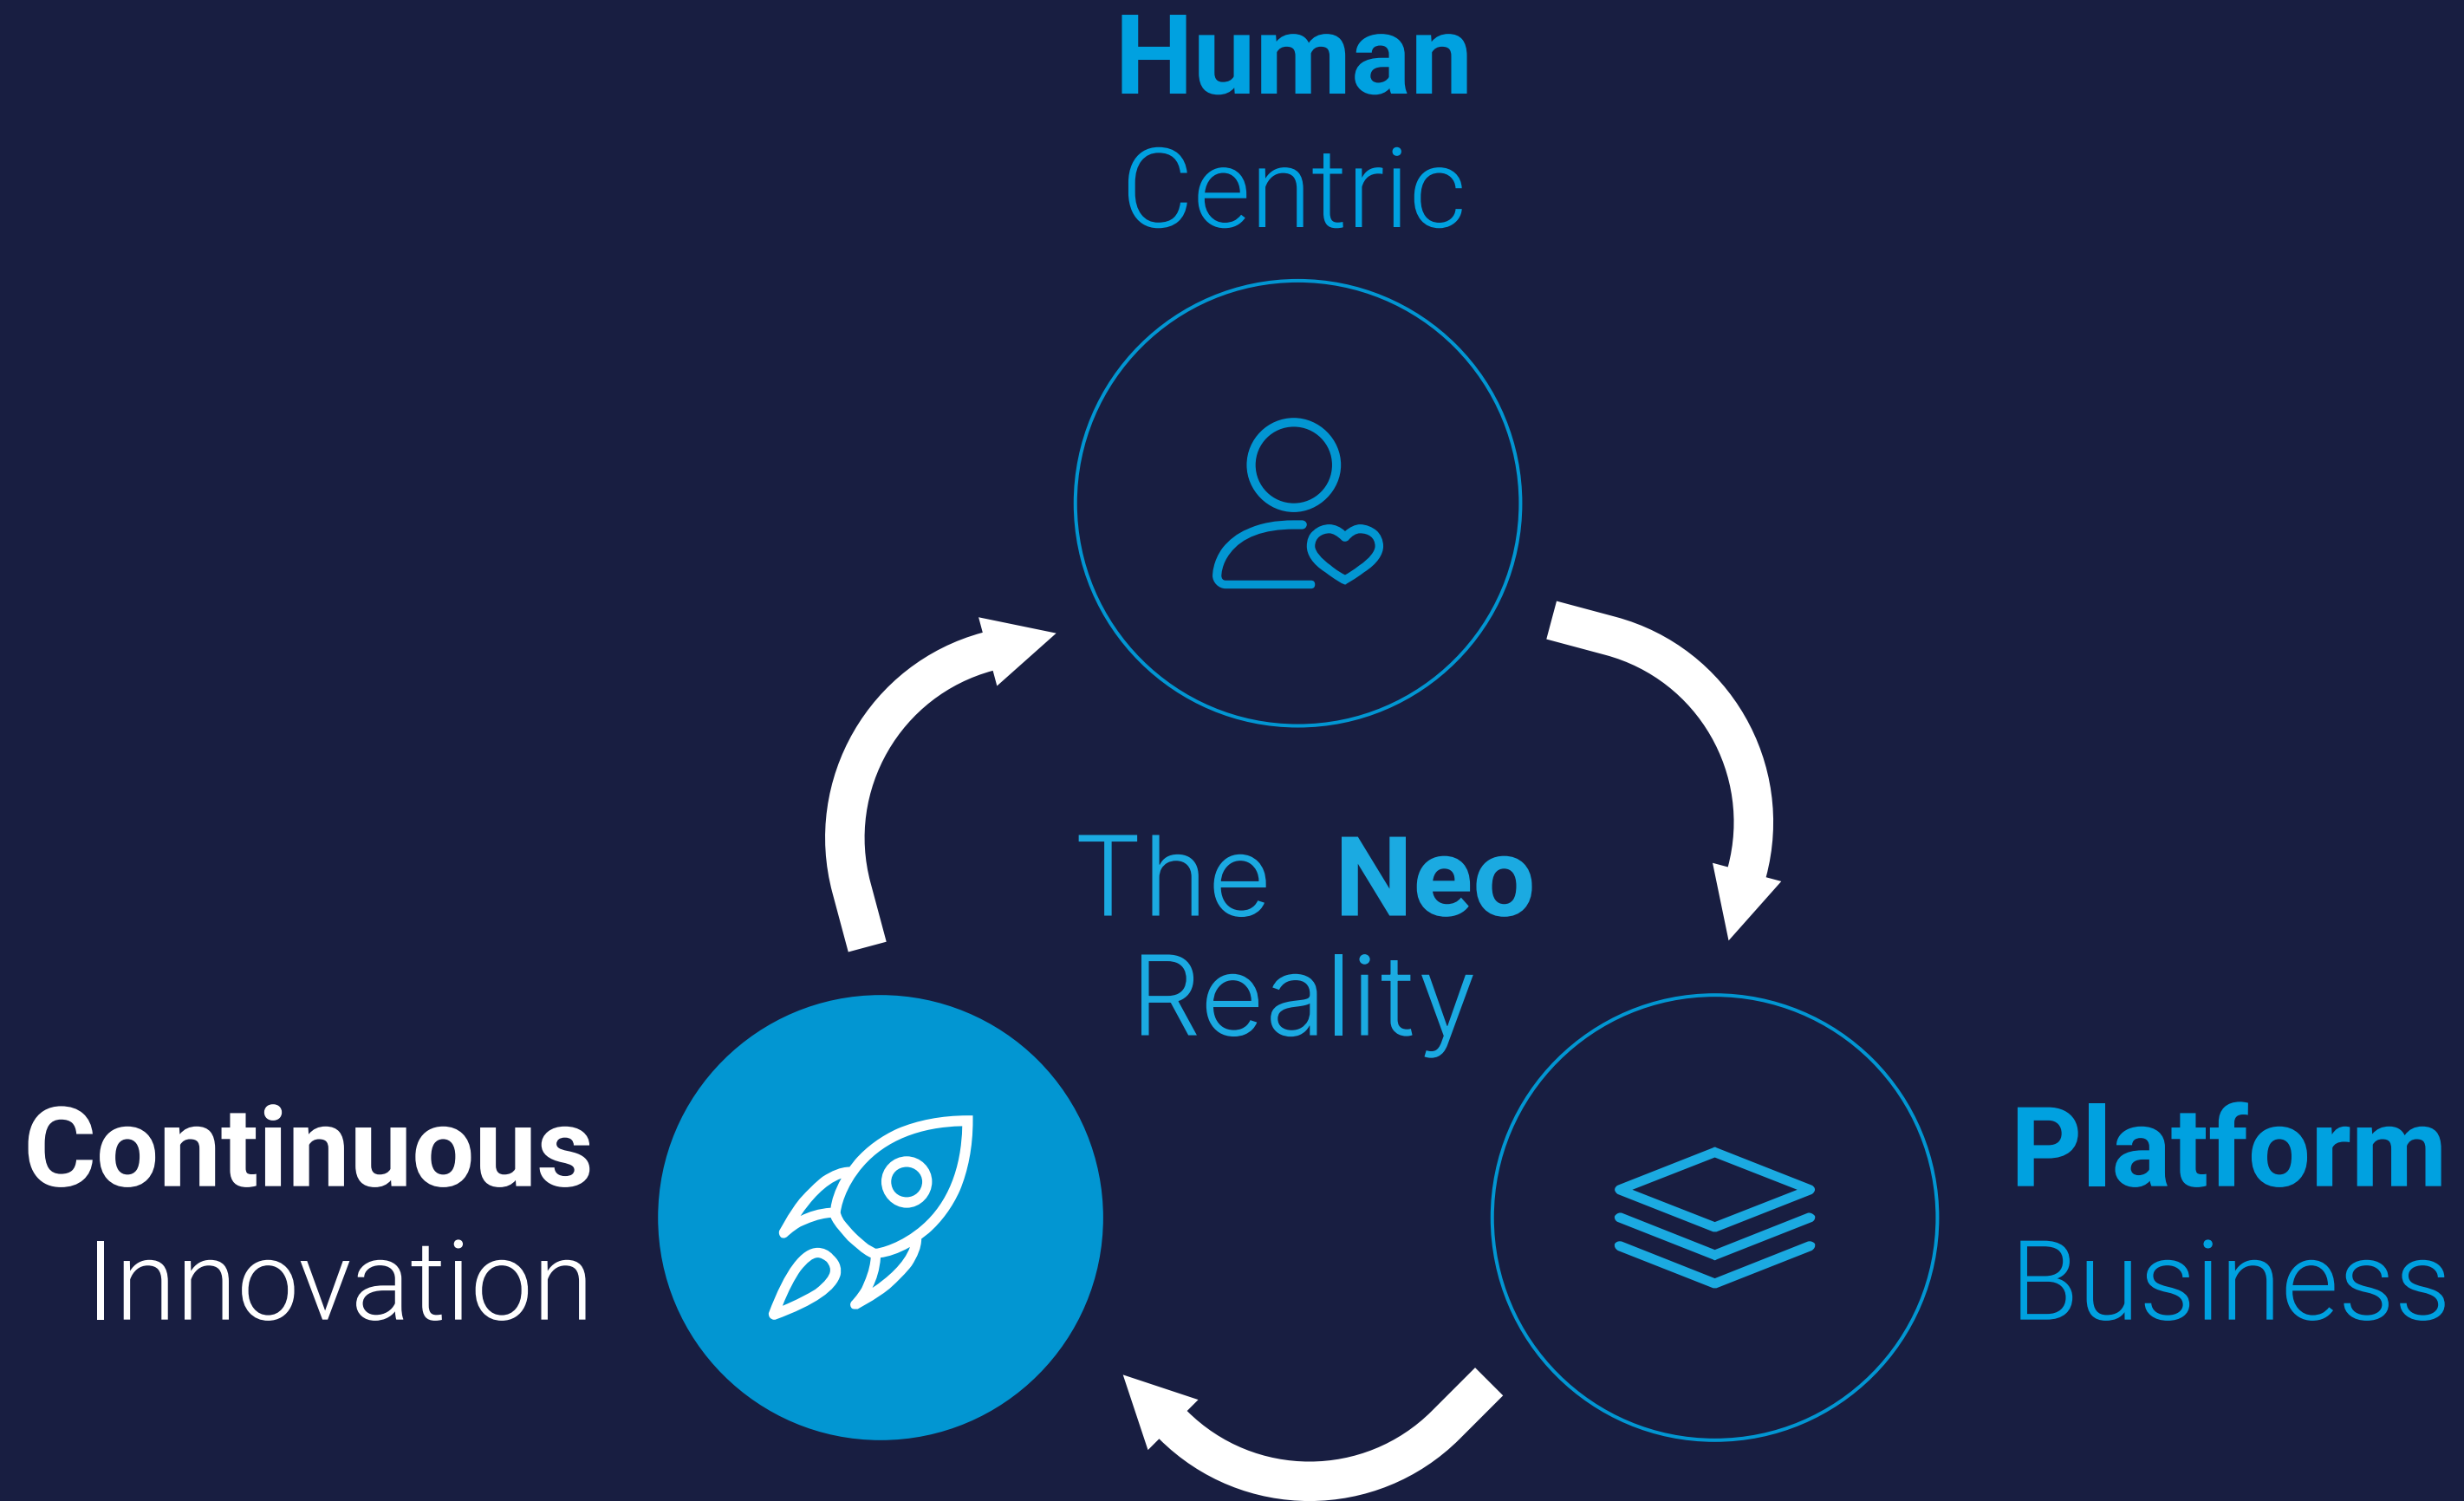 Human
Centric
The Neo
Reality
Continuous
Innovation
Platform
Business